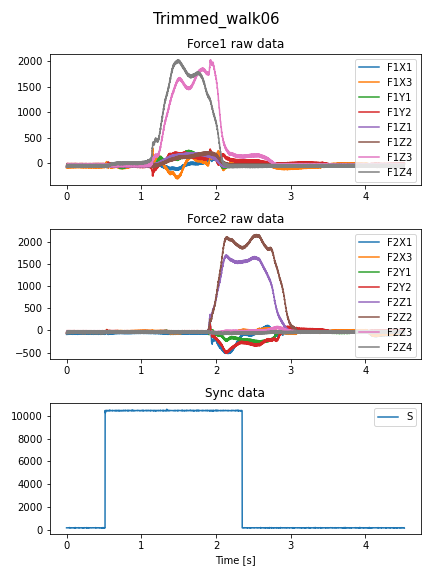 Trimmed_walk06
Force1 raw data
2000
1500
1000
500
0
0 1 2 3 4
F1X1
F1X3
F1Y1
F1Y2
F1Z1
F1Z2
F1Z3
F1Z4
Force2 raw data
2000
1500
1000
500
0
−500
0 1 2 3 4
F2X1
F2X3
F2Y1
F2Y2
F2Z1
F2Z2
F2Z3
F2Z4
Sync data
10000
8000
6000
4000
2000
0
0 1 2 3 4
S
Time [s]